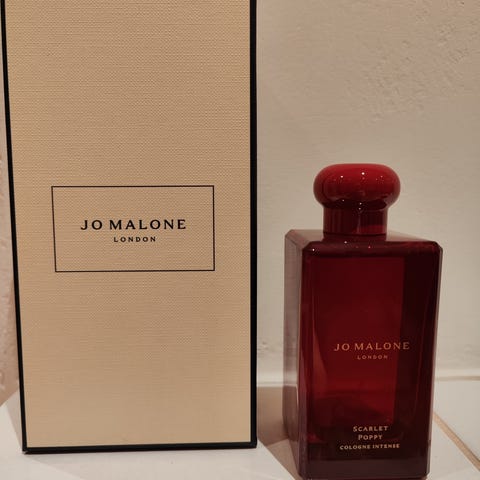 JO MALONE
LONDON
JO MALONE
LONDON
SCARLET
POPPY
COLOGNE INTENSE